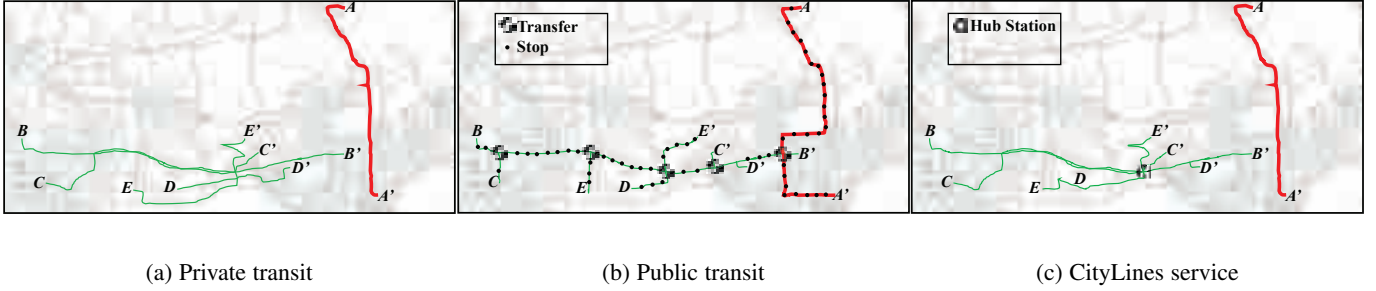 A
B
E'
C'
B'
D'
C
E
D
A'
Transfer
Stop
A
B
E'
C'
B'
C
E
D
D'
A'
Hub Station
A
B
E'
C'
B'
D'
C
E
D
A'
(a) Private transit
(b) Public transit
(c) CityLines service